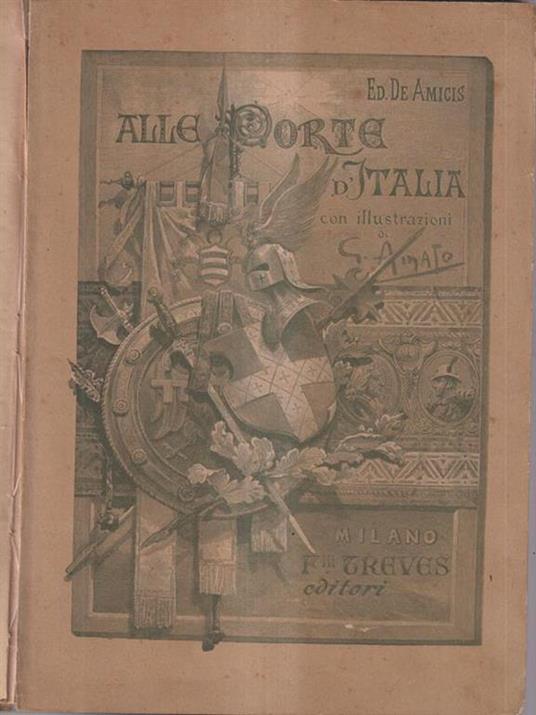 ED. DE AMICIS
ALLE PORTE
D'ITALIA
con illustrazioni
di
G. AMATO
MILANO
F.lli TREVES
editori